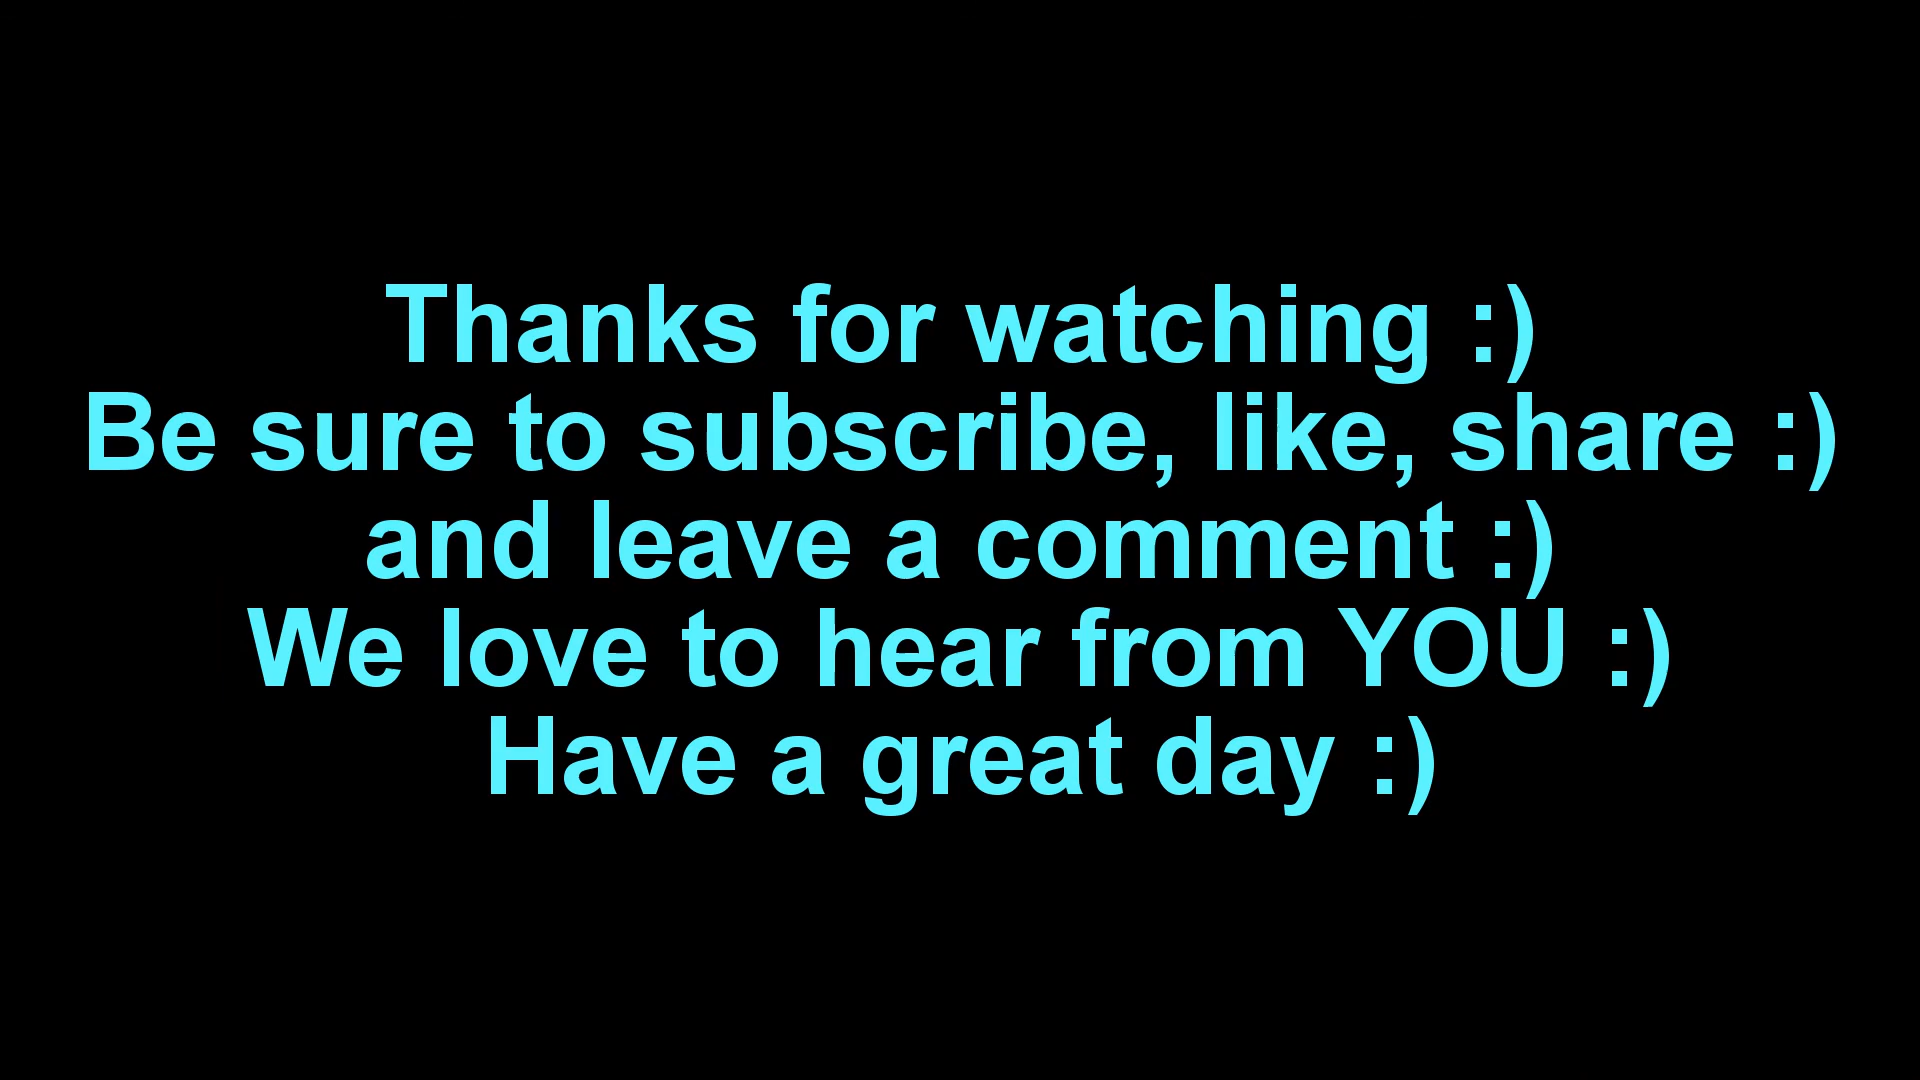 Thanks for watching :)
Be sure to subscribe, like, share :)
and leave a comment :)
We love to hear from YOU :)
Have a great day :)